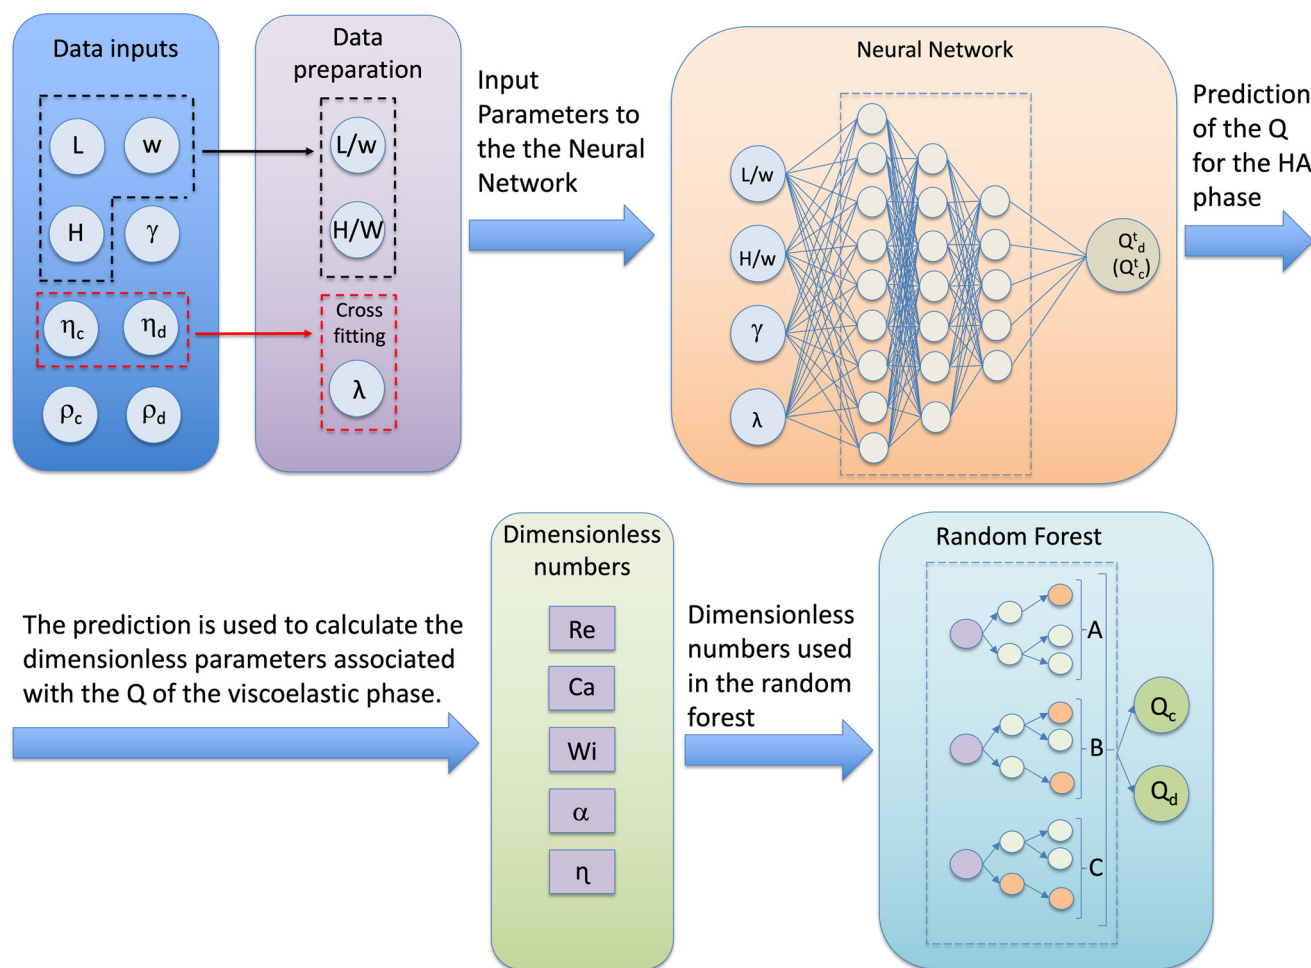 Data inputs
L
w
H
γ
ηc
ηd
ρc
ρd
Data
preparation
L/w
H/W
Cross
fitting
λ
Input
Parameters to
the the Neural
Network
Neural Network
L/w
H/w
γ
λ
Qᵗd
(Qᵗc)
Prediction
of the Q
for the HA
phase
The prediction is used to calculate the
dimensionless parameters associated
with the Q of the viscoelastic phase.
Dimensionless
numbers
Re
Ca
Wi
α
η
Dimensionless
numbers used
in the random
forest
Random Forest
A
B
C
Qc
Qd